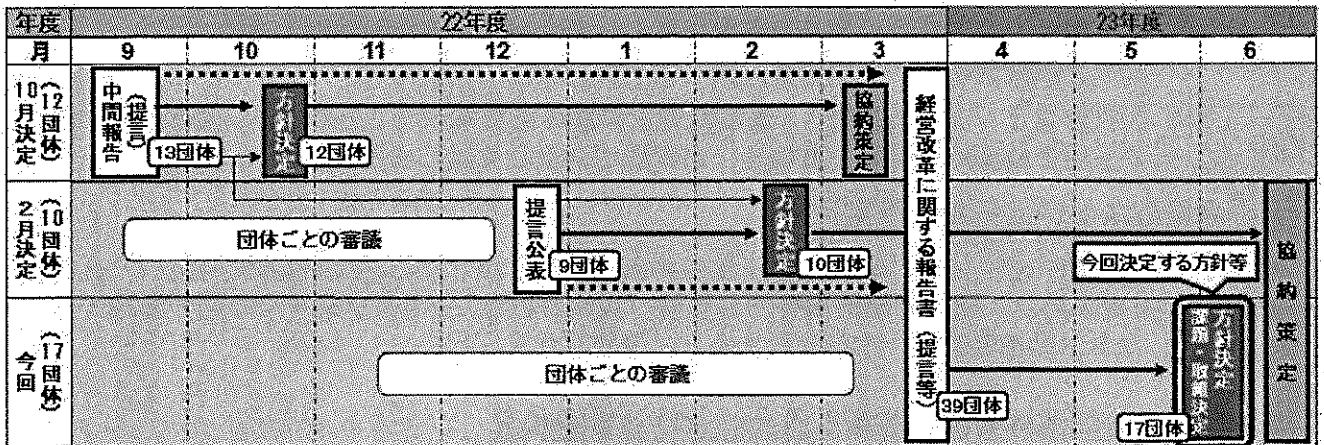 年度 22年度 23年度
月 9 10 11 12 1 2 3 4 5 6
10月決定（12団体）
中間報告（提言）
13団体
方針決定
12団体
協約策定
経営改革に関する報告書（提言等）
2月決定（10団体）
団体ごとの審議
提言公表
9団体
方針決定
10団体
今回決定する方針等
協約策定
今回（17団体）
団体ごとの審議
39団体
方針決定
17団体